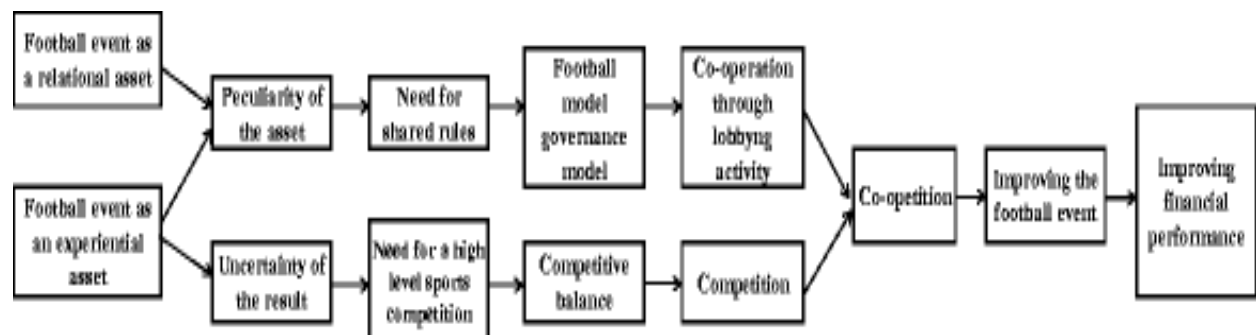 Football event as
a relational asset
Peculiarity of
the asset
Need for
shared rules
Football
model
governance
model
Co-operation
through
lobbyng
activity
Football event as
an experiential
asset
Uncertainty of
the result
Need for a high
level sports
competition
Competitive
balance
Competition
Co-opetition
Improving the
football event
Improving
financial
performance